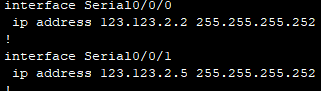 interface Serial0/0/0
 ip address 123.123.2.2 255.255.255.252
!
interface Serial0/0/1
 ip address 123.123.2.5 255.255.255.252
!